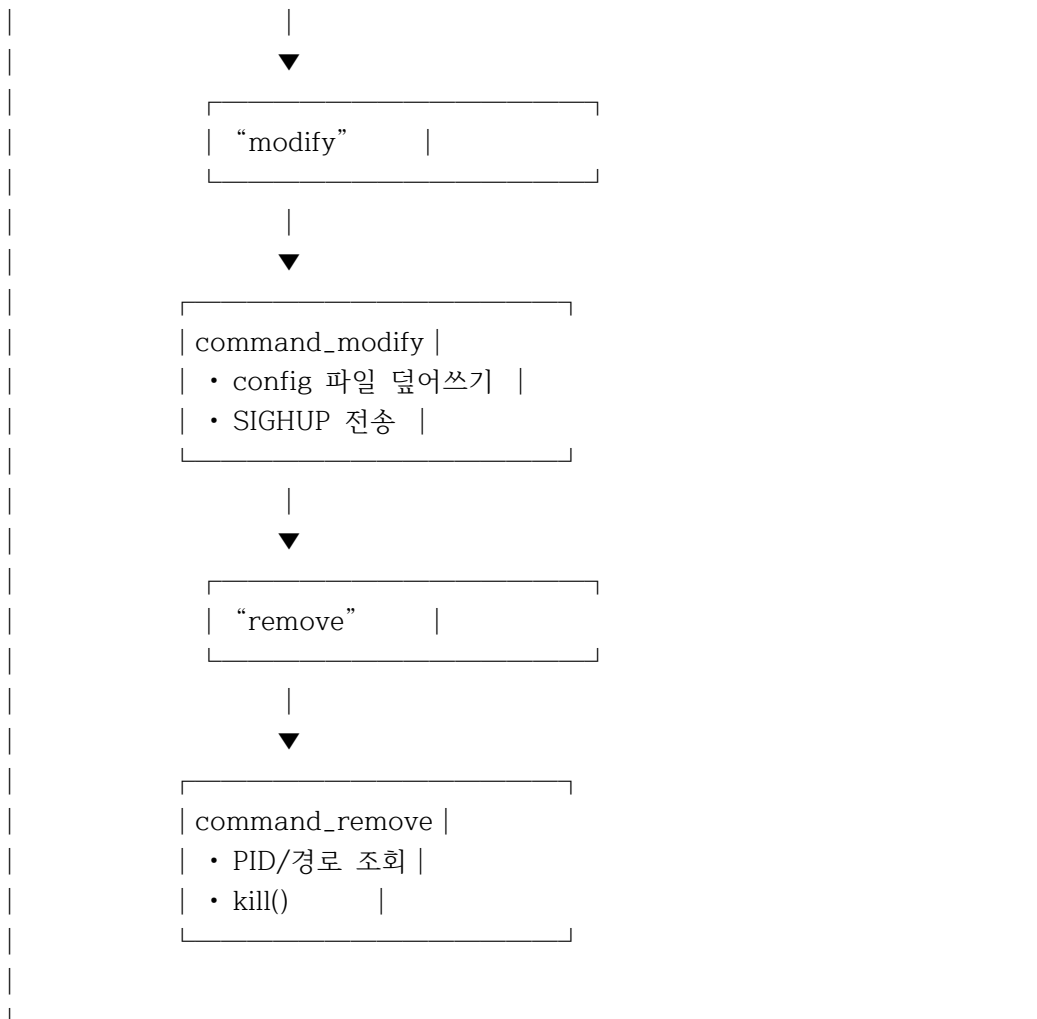 “modify”
command_modify
• config 파일 덮어쓰기
• SIGHUP 전송
“remove”
command_remove
• PID/경로 조회
• kill()